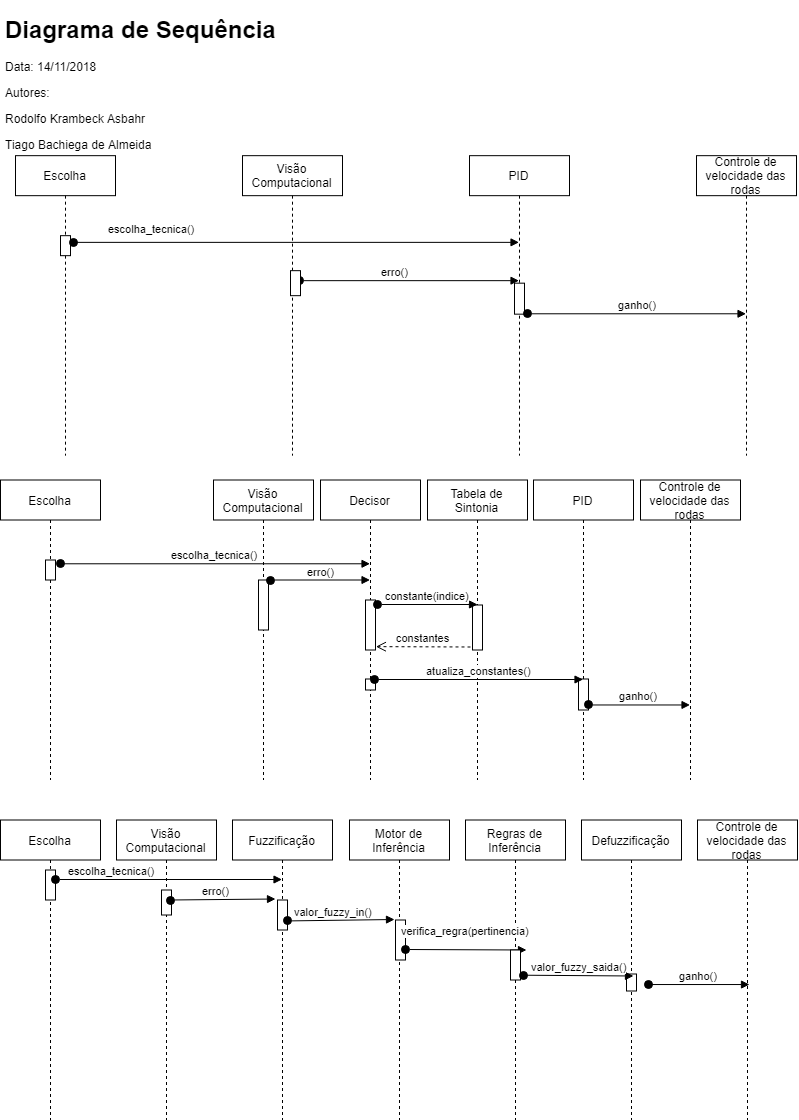 Diagrama de Sequência
Data: 14/11/2018
Autores:
Rodolfo Krambeck Asbahr
Tiago Bachiega de Almeida
Escolha
Visão
Computacional
PID
Controle de
velocidade das
rodas
escolha_tecnica()
erro()
ganho()
Escolha
Visão
Computacional
Decisor
Tabela de
Sintonia
PID
Controle de
velocidade das
rodas
escolha_tecnica()
erro()
constante(indice)
constantes
atualiza_constantes()
ganho()
Escolha
Visão
Computacional
Fuzzificação
Motor de
Inferência
Regras de
Inferência
Defuzzificação
Controle de
velocidade das
rodas
escolha_tecnica()
erro()
valor_fuzzy_in()
verifica_regra(pertinencia)
valor_fuzzy_saida()
ganho()